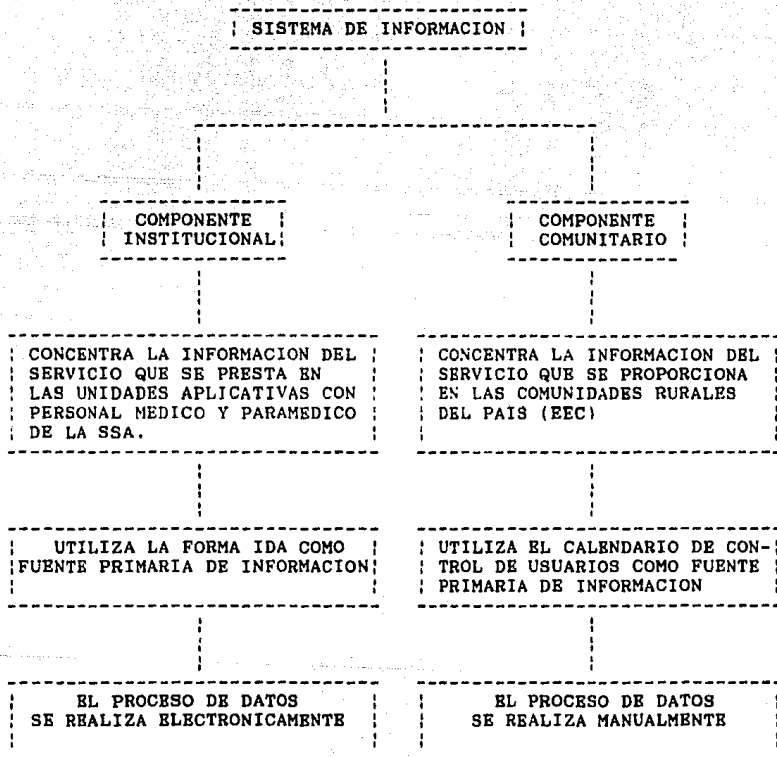 SISTEMA DE INFORMACION
COMPONENTE
INSTITUCIONAL
CONCENTRA LA INFORMACION DEL
SERVICIO QUE SE PRESTA EN
LAS UNIDADES APLICATIVAS CON
PERSONAL MEDICO Y PARAMEDICO
DE LA SSA.
UTILIZA LA FORMA IDA COMO
FUENTE PRIMARIA DE INFORMACION
EL PROCESO DE DATOS
SE REALIZA ELECTRONICAMENTE
COMPONENTE
COMUNITARIO
CONCENTRA LA INFORMACION DEL
SERVICIO QUE SE PROPORCIONA
EN LAS COMUNIDADES RURALES
DEL PAIS (EEC)
UTILIZA EL CALENDARIO DE CON-
TROL DE USUARIOS COMO FUENTE
PRIMARIA DE INFORMACION
EL PROCESO DE DATOS
SE REALIZA MANUALMENTE